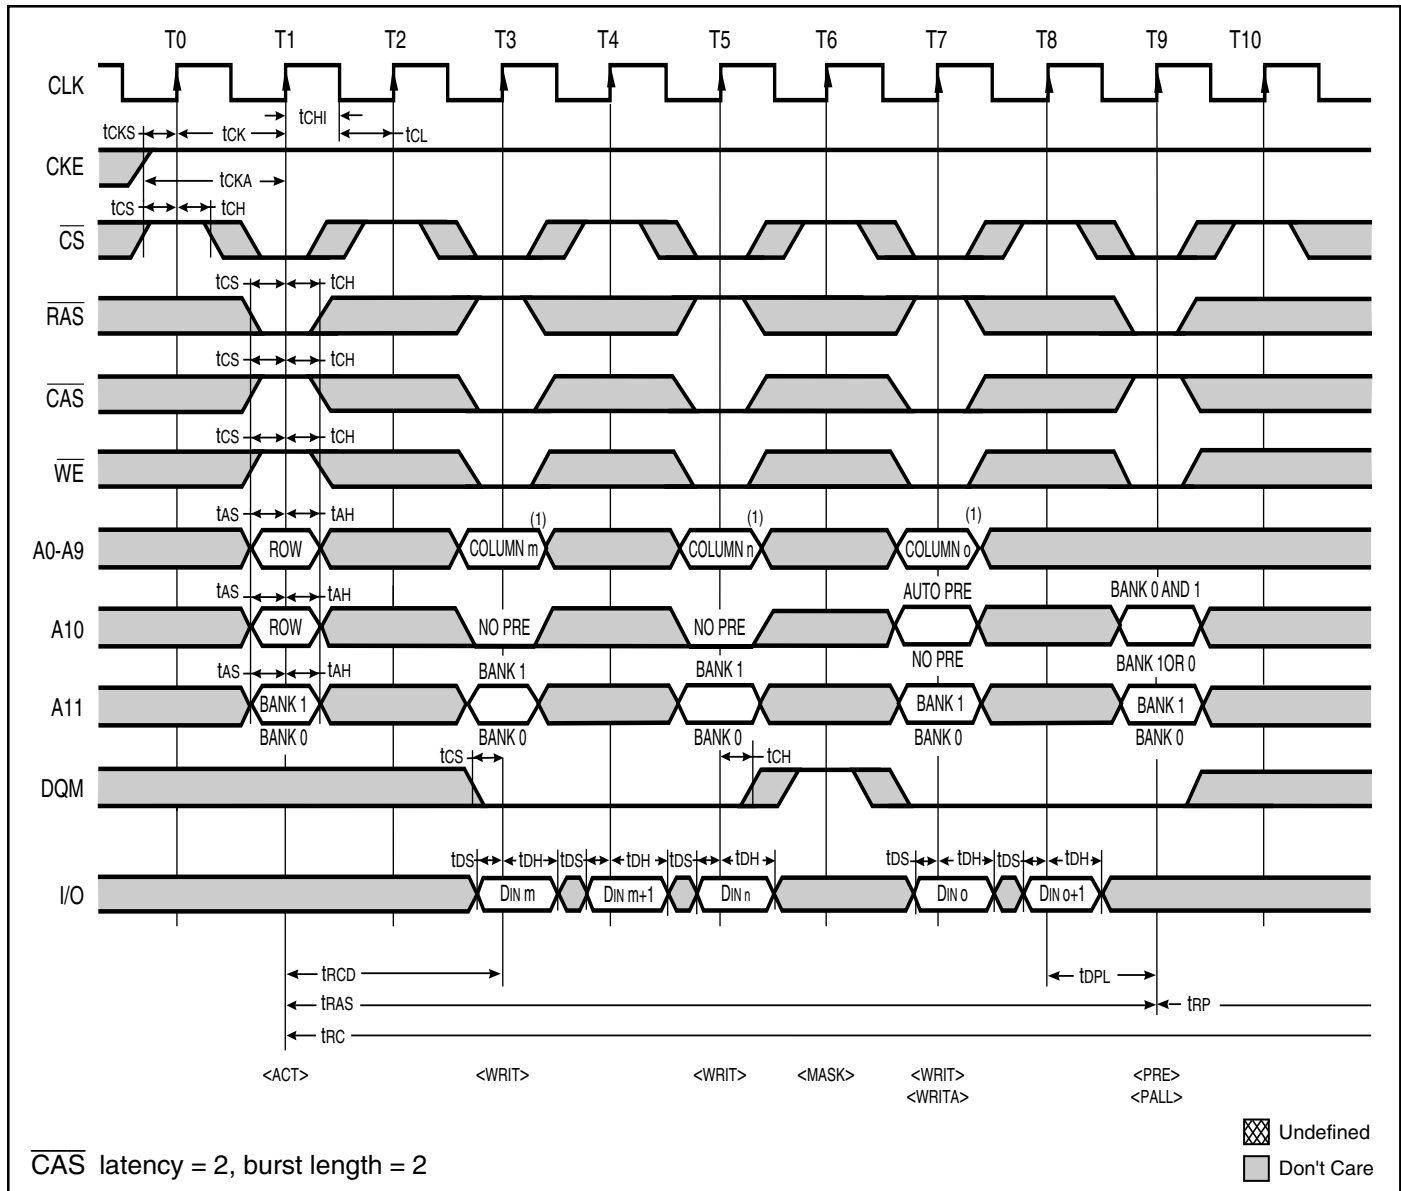 T0 T1 T2 T3 T4 T5 T6 T7 T8 T9 T10
CLK
tCHI
tCKS tCK tCL
CKE
tCKA
tCS tCH
CS
tCS tCH
RAS
tCS tCH
CAS
tCS tCH
WE
tAS tAH (1) (1) (1)
A0-A9 ROW COLUMN m COLUMN n COLUMN o
tAS tAH AUTO PRE BANK 0 AND 1
A10 ROW NO PRE NO PRE
NO PRE BANK 1 OR 0
tAS tAH BANK 1 BANK 1
A11 BANK 1 BANK 1 BANK 1
BANK 0 BANK 0 BANK 0 BANK 0 BANK 0
tCS tCH
DQM
tDS tDH tDS tDH tDS tDH tDS tDH tDS tDH
I/O DIN m DIN m+1 DIN n DIN o DIN o+1
tRCD tDPL
tRAS tRP
tRC
<ACT> <WRIT> <WRIT> <MASK> <WRIT> <PRE>
<WRITA> <PALL>
Undefined
CAS latency = 2, burst length = 2
Don't Care